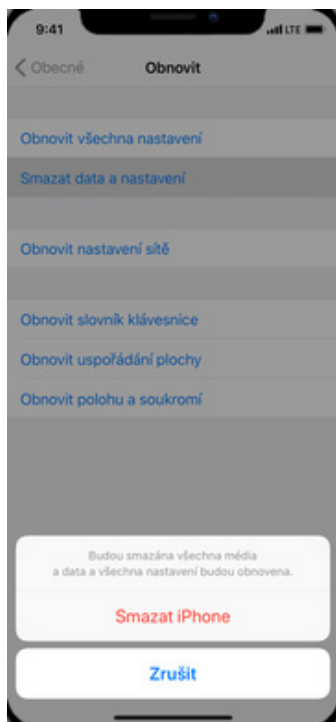 9:41
LTE
Obecné
Obnovit
Obnovit všechna nastavení
Smazat data a nastavení
Obnovit nastavení sítě
Obnovit slovník klávesnice
Obnovit uspořádání plochy
Obnovit polohu a soukromí
Budou smazána všechna média
a data a všechna nastavení budou obnovena.
Smazat iPhone
Zrušit